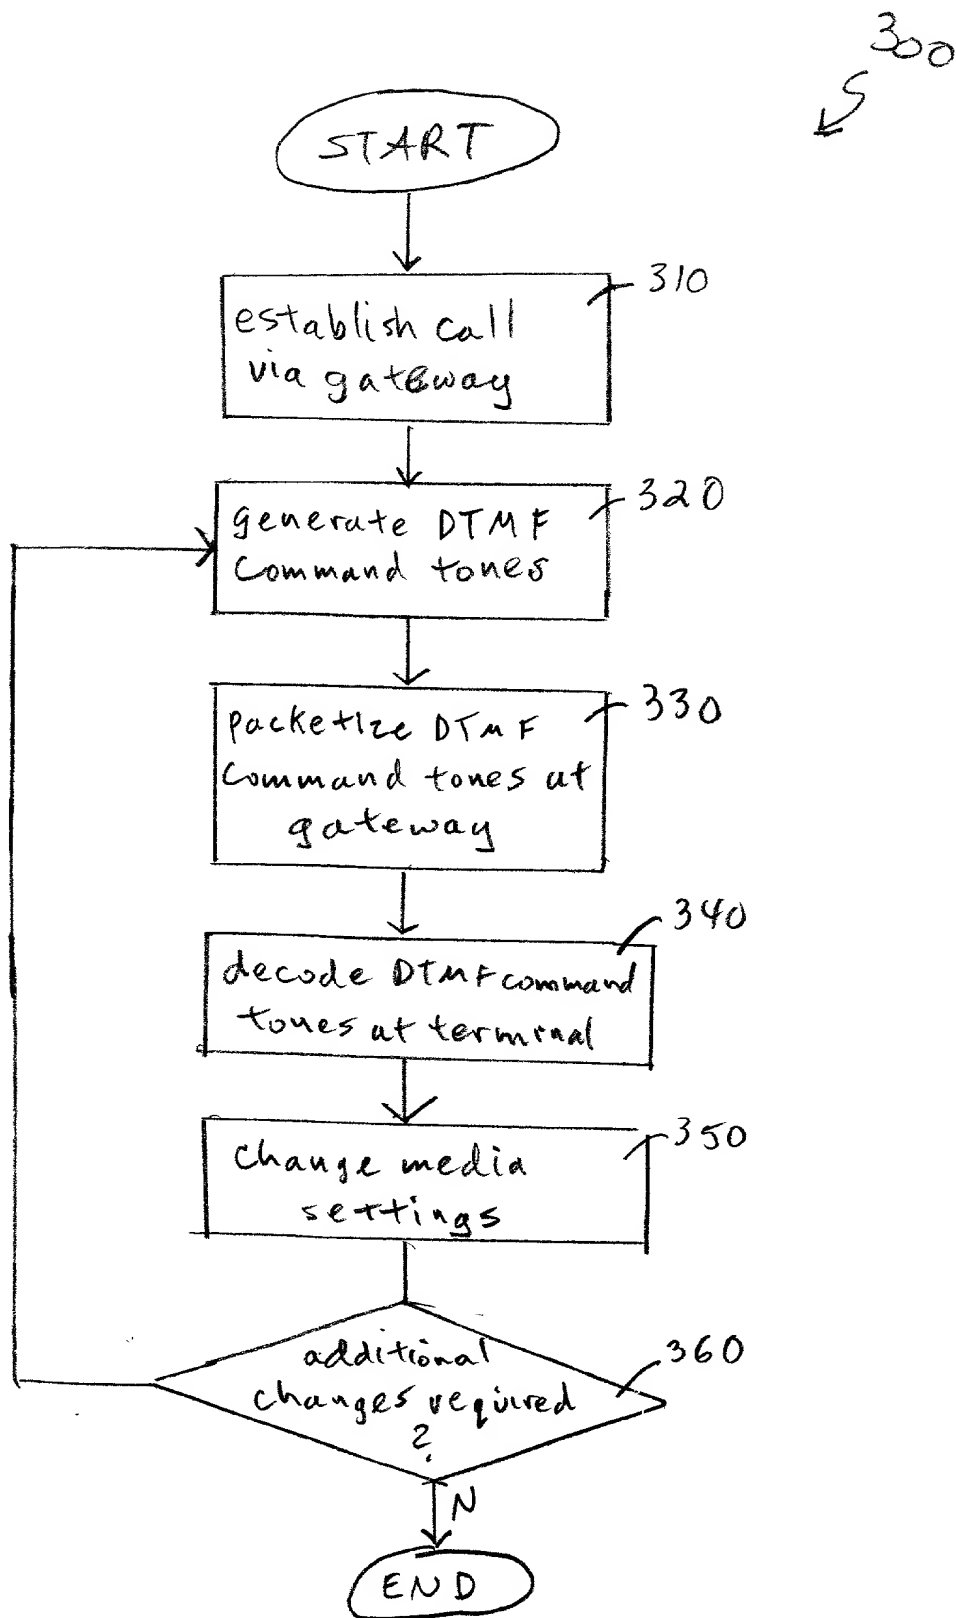 300
START
310
establish call
via gateway
320
generate DTMF
Command tones
330
Packetize DTMF
Command tones at
gateway
340
decode DTMF command
tones at terminal
350
change media
settings
360
additional
changes required
?
N
END